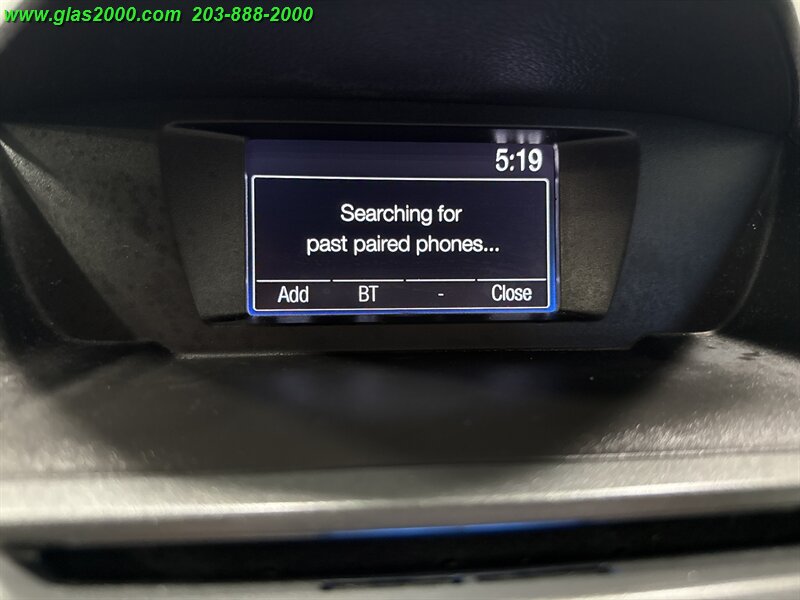 www.glas2000.com 203-888-2000
5:19
Searching for
past paired phones...
Add BT - Close